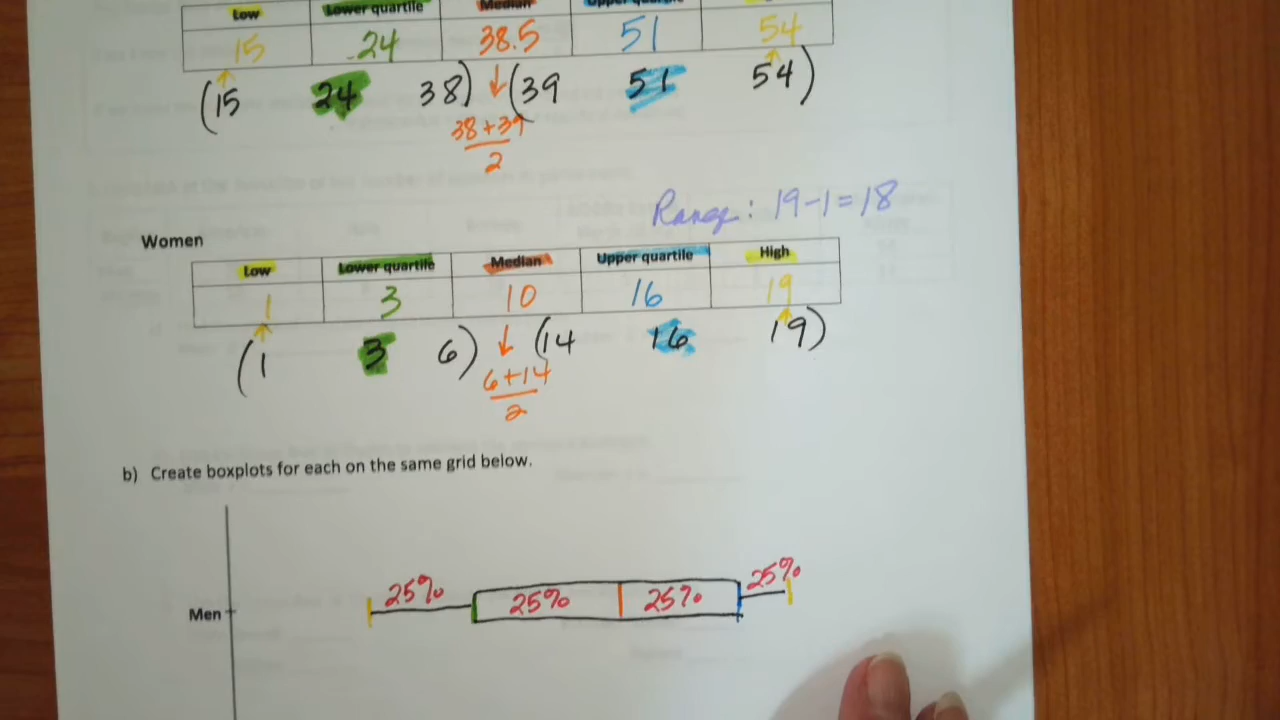 Low Lower quartile Median Upper quartile
15 24 38.5 51 54
(15 24 38) (39 51 54)
38+39
2
Range: 19-1=18
Women
Low Lower quartile Median Upper quartile High
1 3 10 16 19
(1 3 6) (14 16 19)
6+14
2
b) Create boxplots for each on the same grid below.
25% 25% 25% 25%
Men